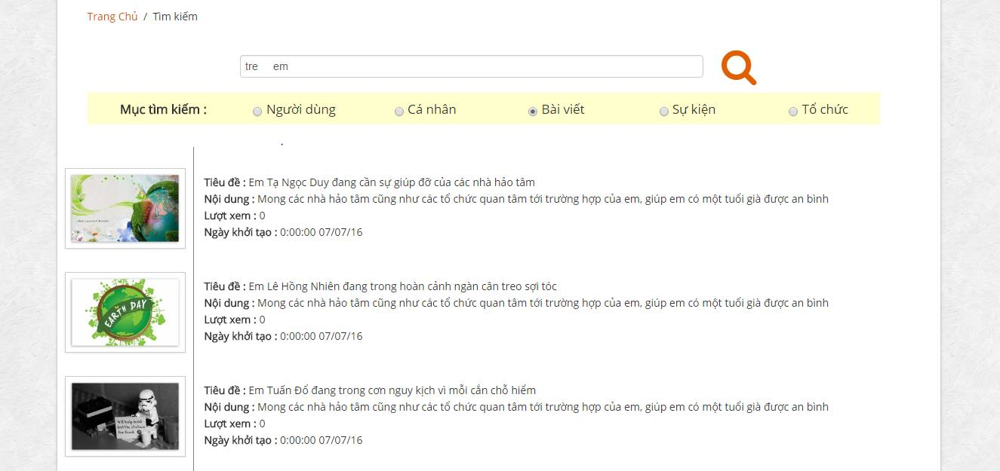 Trang Chủ / Tìm kiếm
tre     em
Mục tìm kiếm : Người dùng Cá nhân Bài viết Sự kiện Tổ chức
Tiêu đề : Em Tạ Ngọc Duy đang cần sự giúp đỡ của các nhà hảo tâm
Nội dung : Mong các nhà hảo tâm cũng như các tổ chức quan tâm tới trường hợp của em, giúp em có một tuổi già được an bình
Lượt xem : 0
Ngày khởi tạo : 0:00:00 07/07/16
EARTH DAY
Tiêu đề : Em Lê Hồng Nhiên đang trong hoàn cảnh ngàn cân treo sợi tóc
Nội dung : Mong các nhà hảo tâm cũng như các tổ chức quan tâm tới trường hợp của em, giúp em có một tuổi già được an bình
Lượt xem : 0
Ngày khởi tạo : 0:00:00 07/07/16
Will help build
battle station
for food
Tiêu đề : Em Tuấn Đổ đang trong cơn nguy kịch vì mỗi cắn chỗ hiểm
Nội dung : Mong các nhà hảo tâm cũng như các tổ chức quan tâm tới trường hợp của em, giúp em có một tuổi già được an bình
Lượt xem : 0
Ngày khởi tạo : 0:00:00 07/07/16